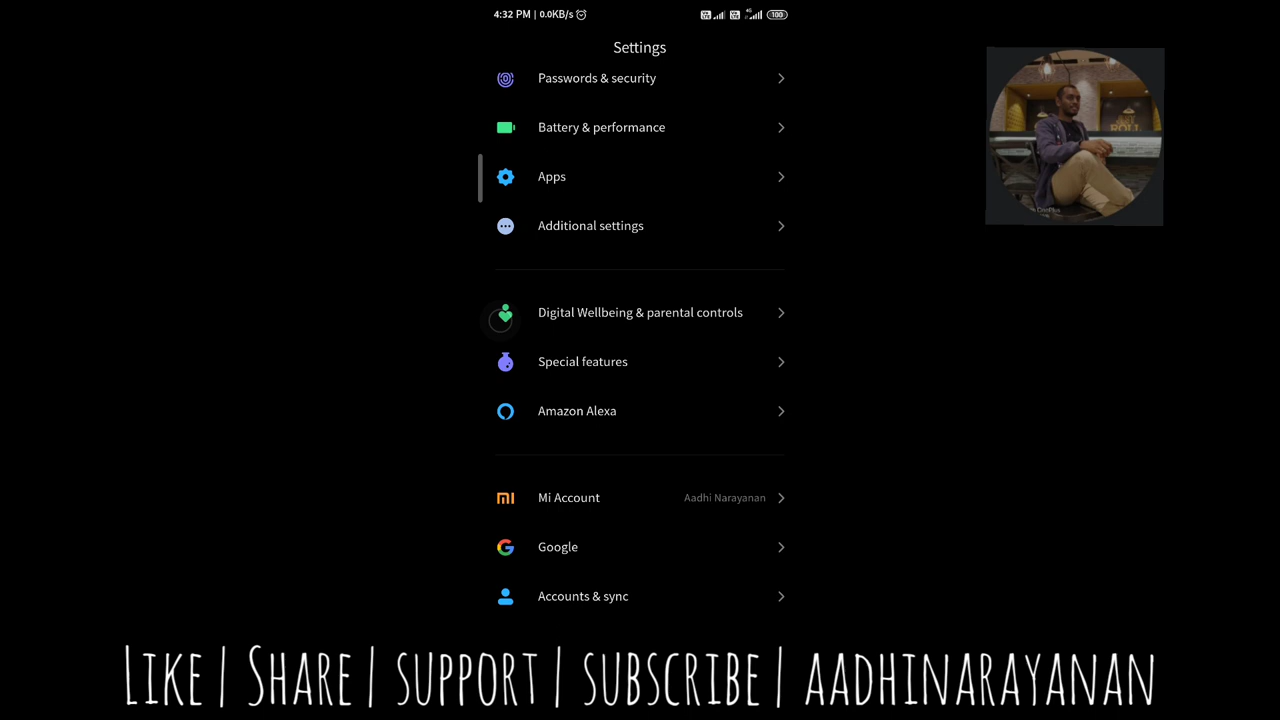 4:32 PM | 0.0KB/s
4G
100
Settings
Passwords & security
Battery & performance
Apps
Additional settings
Digital Wellbeing & parental controls
Special features
Amazon Alexa
Mi Account
Aadhi Narayanan
Google
Accounts & sync
LIKE | SHARE | SUPPORT | SUBSCRIBE | AADHINARAYANAN